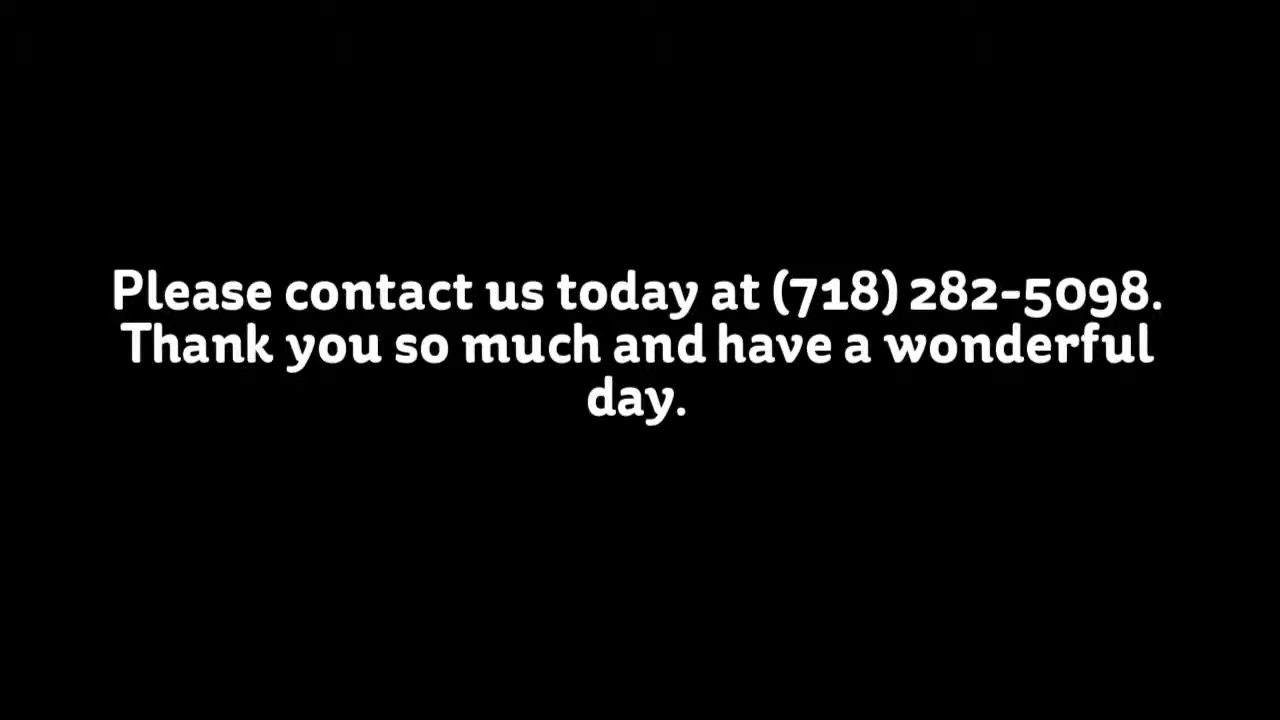 Please contact us today at (718) 282-5098.
Thank you so much and have a wonderful
day.